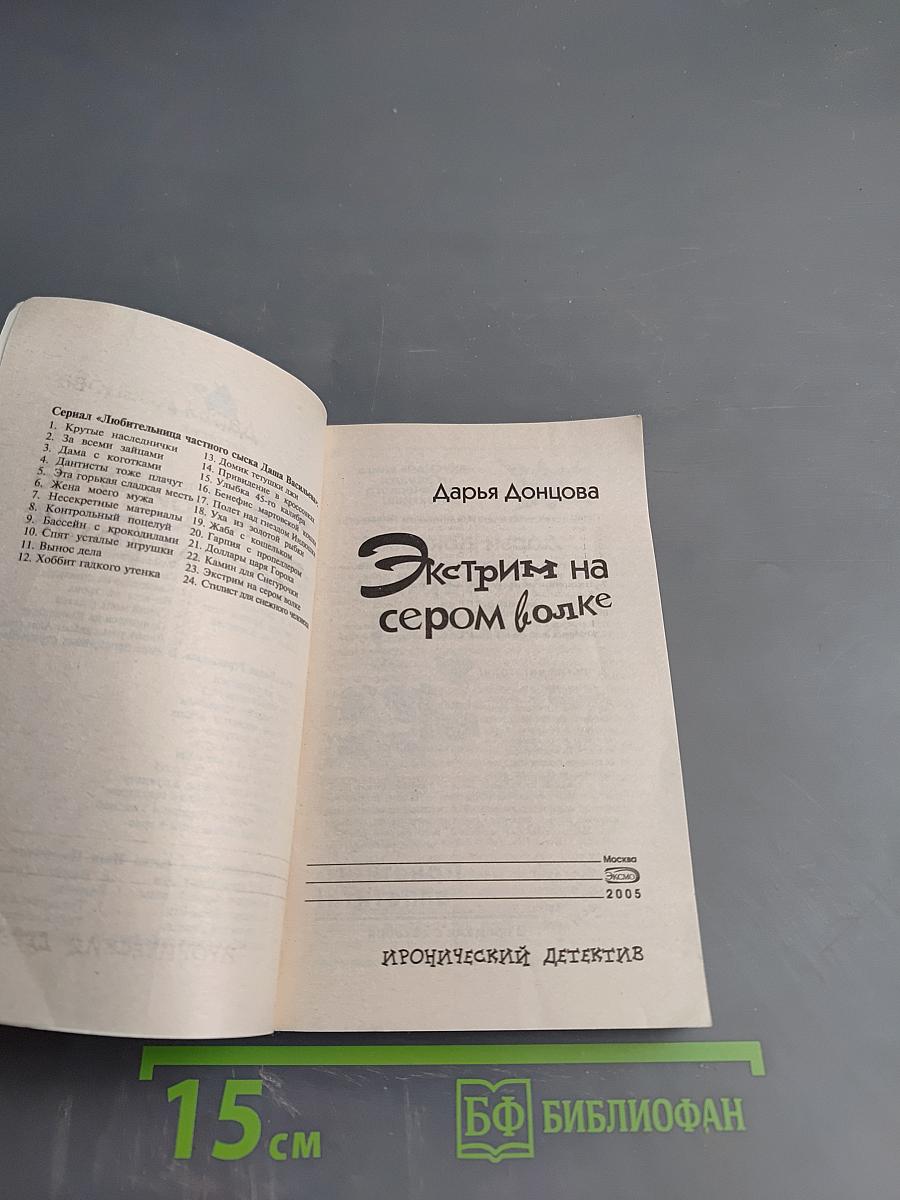 Сериал «Любительница частного сыска Даша Васильева»
1. Крутые наследнички
2. За всеми зайцами
3. Дама с коготками
4. Дантисты тоже плачут
5. Эта горькая сладкая месть
6. Жена моего мужа
7. Несекретные материалы
8. Контрольный поцелуй
9. Бассейн с крокодилами
10. Спят усталые игрушки
11. Вынос дела
12. Хоббит гадкого утенка
13. Домик тетушки лжи
14. Привидение в кроссовках
15. Улыбка 45-го калибра
16. Бенефис мартовской кошки
17. Полет над гнездом Индюшки
18. Уха из золотой рыбки
19. Жаба с кошельком
20. Гарпия с пропеллером
21. Доллары царя Гороха
22. Камин для Снегурочки
23. Экстрим на сером волке
24. Стилист для снежного человека
Дарья Донцова
Экстрим на
сером волке
Москва
ЭКСМО
2005
ИРОНИЧЕСКИЙ ДЕТЕКТИВ
15 см
БФ БИБЛИОФАН